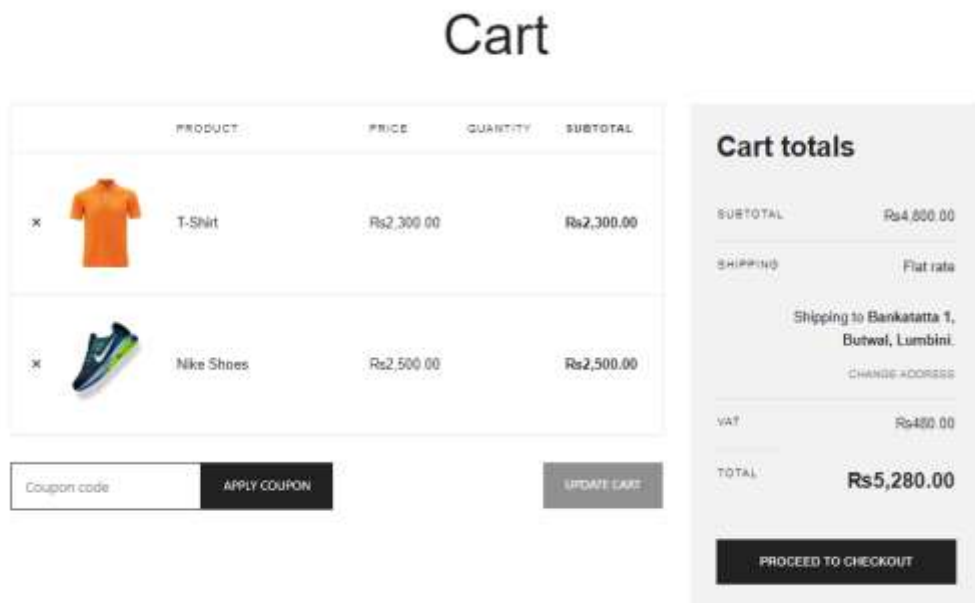 Cart
PRODUCT PRICE QUANTITY SUBTOTAL
× T-Shirt Rs2,300.00 Rs2,300.00
× Nike Shoes Rs2,500.00 Rs2,500.00
Coupon code APPLY COUPON UPDATE CART
Cart totals
SUBTOTAL Rs4,800.00
SHIPPING Flat rate
Shipping to Bankatatta 1,
Butwal, Lumbini.
CHANGE ADDRESS
VAT Rs480.00
TOTAL Rs5,280.00
PROCEED TO CHECKOUT